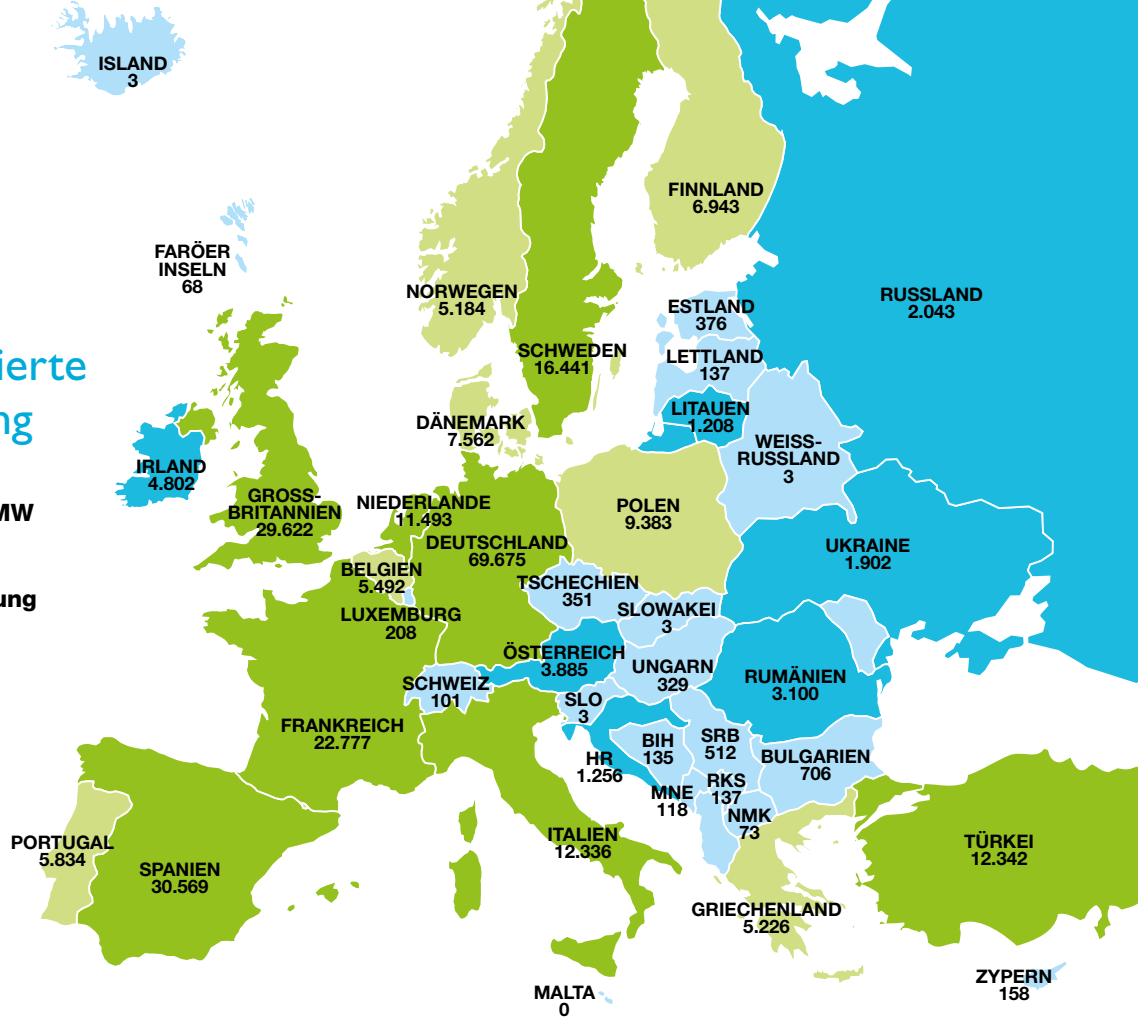 ISLAND
3
FARÖER
INSELN
68
ierte
ng
MW
ung
FINNLAND
6.943
NORWEGEN
5.184
SCHWEDEN
16.441
RUSSLAND
2.043
ESTLAND
376
LETTLAND
137
LITAUEN
1.208
DÄNEMARK
7.562
WEISS-
RUSSLAND
3
IRLAND
4.802
GROSS-
BRITANNIEN
29.622
NIEDERLANDE
11.493
DEUTSCHLAND
69.675
POLEN
9.383
UKRAINE
1.902
BELGIEN
5.492
TSCHECHIEN
351
LUXEMBURG
208
SLOWAKEI
3
ÖSTERREICH
3.885
UNGARN
329
RUMÄNIEN
3.100
SCHWEIZ
101
SLO
3
FRANKREICH
22.777
HR
1.256
BIH
135
SRB
512
BULGARIEN
706
MNE
118
RKS
137
NMK
73
PORTUGAL
5.834
SPANIEN
30.569
ITALIEN
12.336
TÜRKEI
12.342
GRIECHENLAND
5.226
MALTA
0
ZYPERN
158